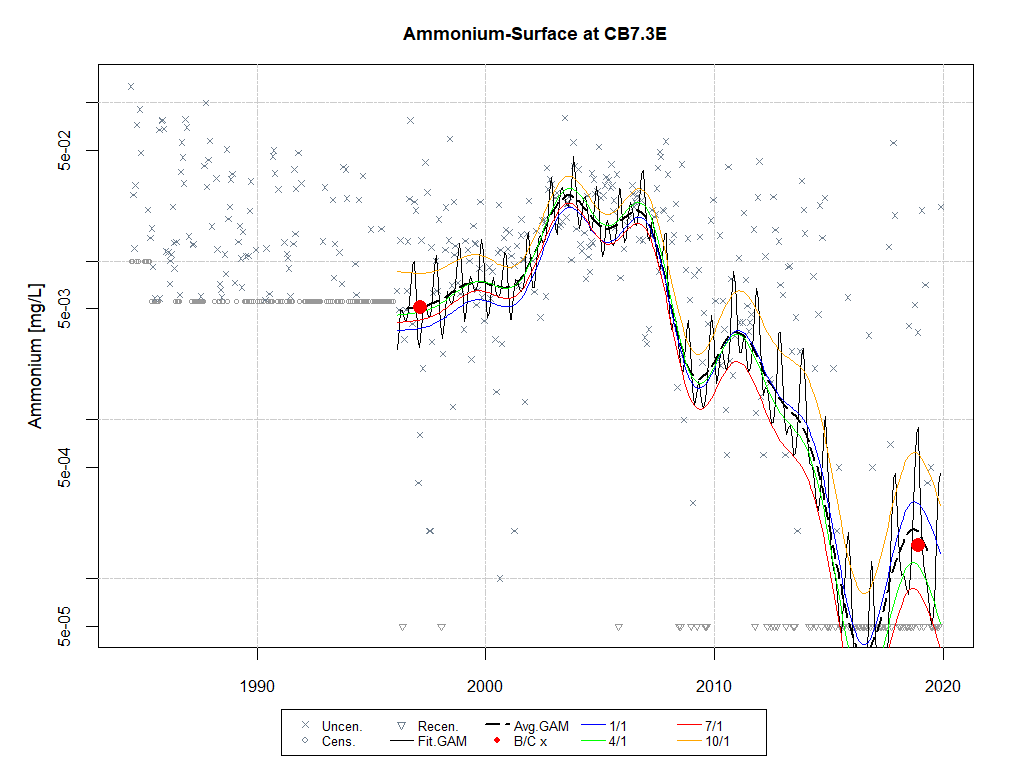 Ammonium-Surface at CB7.3E
Ammonium [mg/L]
5e-02
5e-03
5e-04
5e-05
1990 2000 2010 2020
Uncen. Recen. Avg.GAM 1/1 7/1
Cens. Fit.GAM B/C x 4/1 10/1